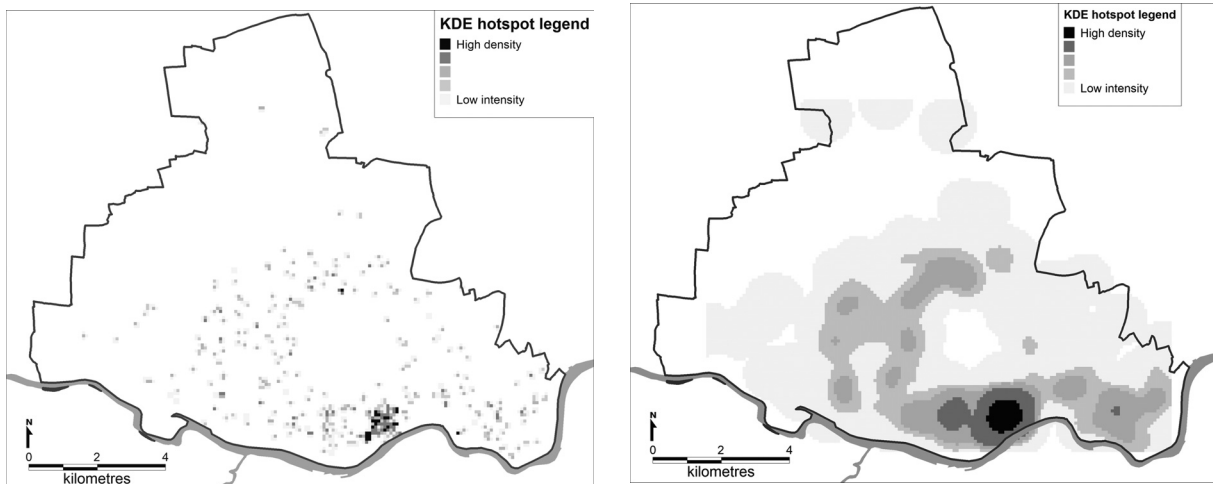 KDE hotspot legend
High density
Low intensity
N
0 2 4
kilometres
KDE hotspot legend
High density
Low intensity
N
0 2 4
kilometres